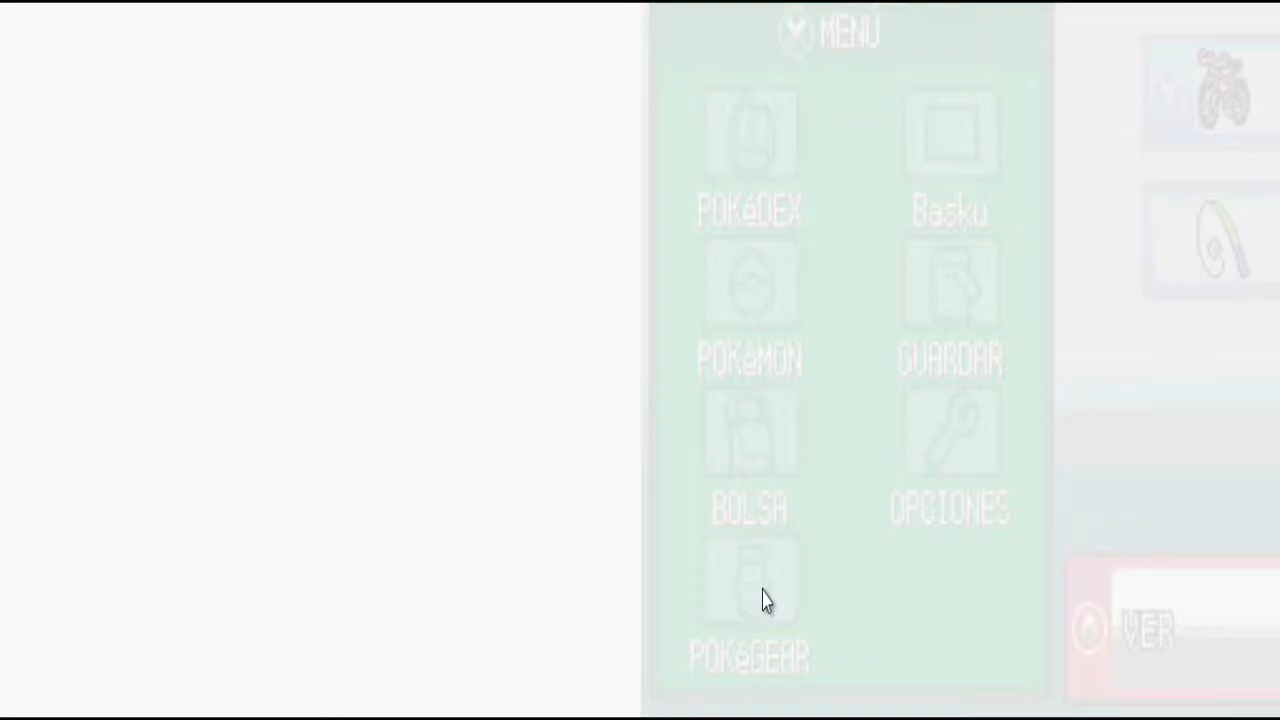 MENÚ
POKéDEX Basku
POKéMON GUARDAR
BOLSA OPCIONES
POKéGEAR
VER